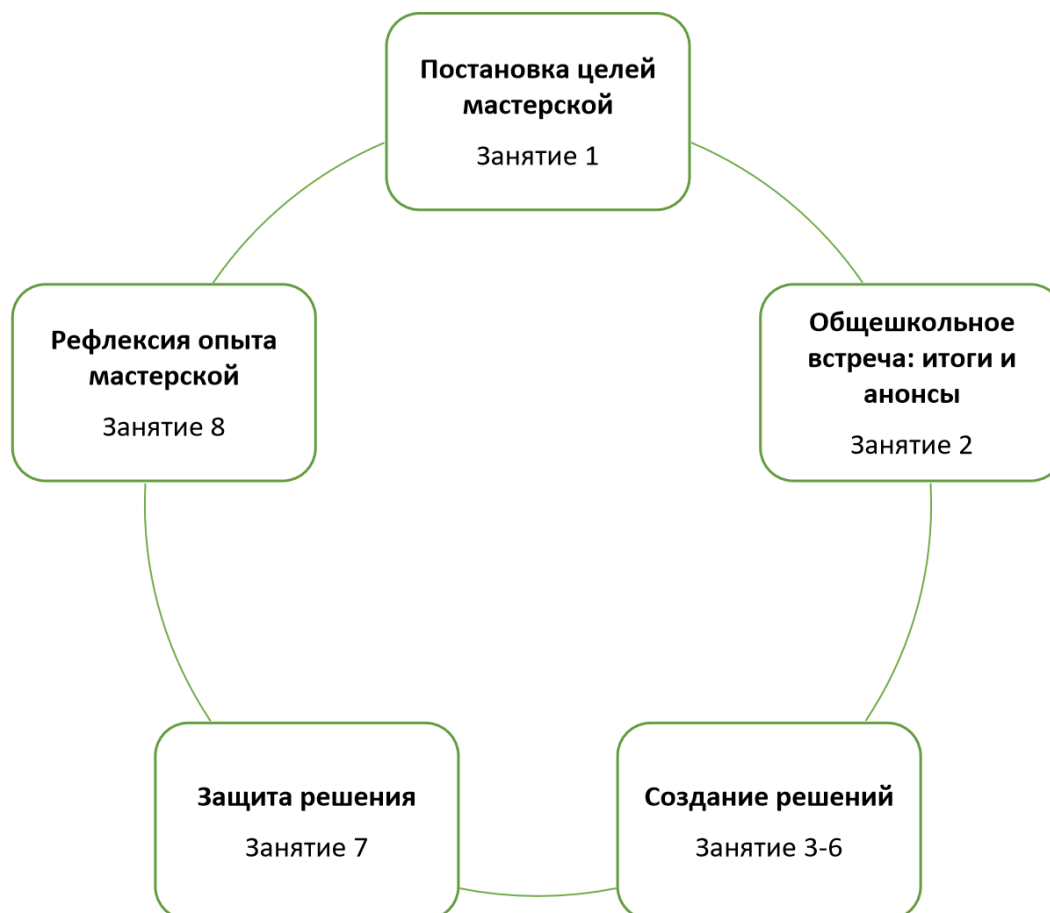 Постановка целей
мастерской
Занятие 1
Общешкольное
встреча: итоги и
анонсы
Занятие 2
Создание решений
Занятие 3-6
Защита решения
Занятие 7
Рефлексия опыта
мастерской
Занятие 8